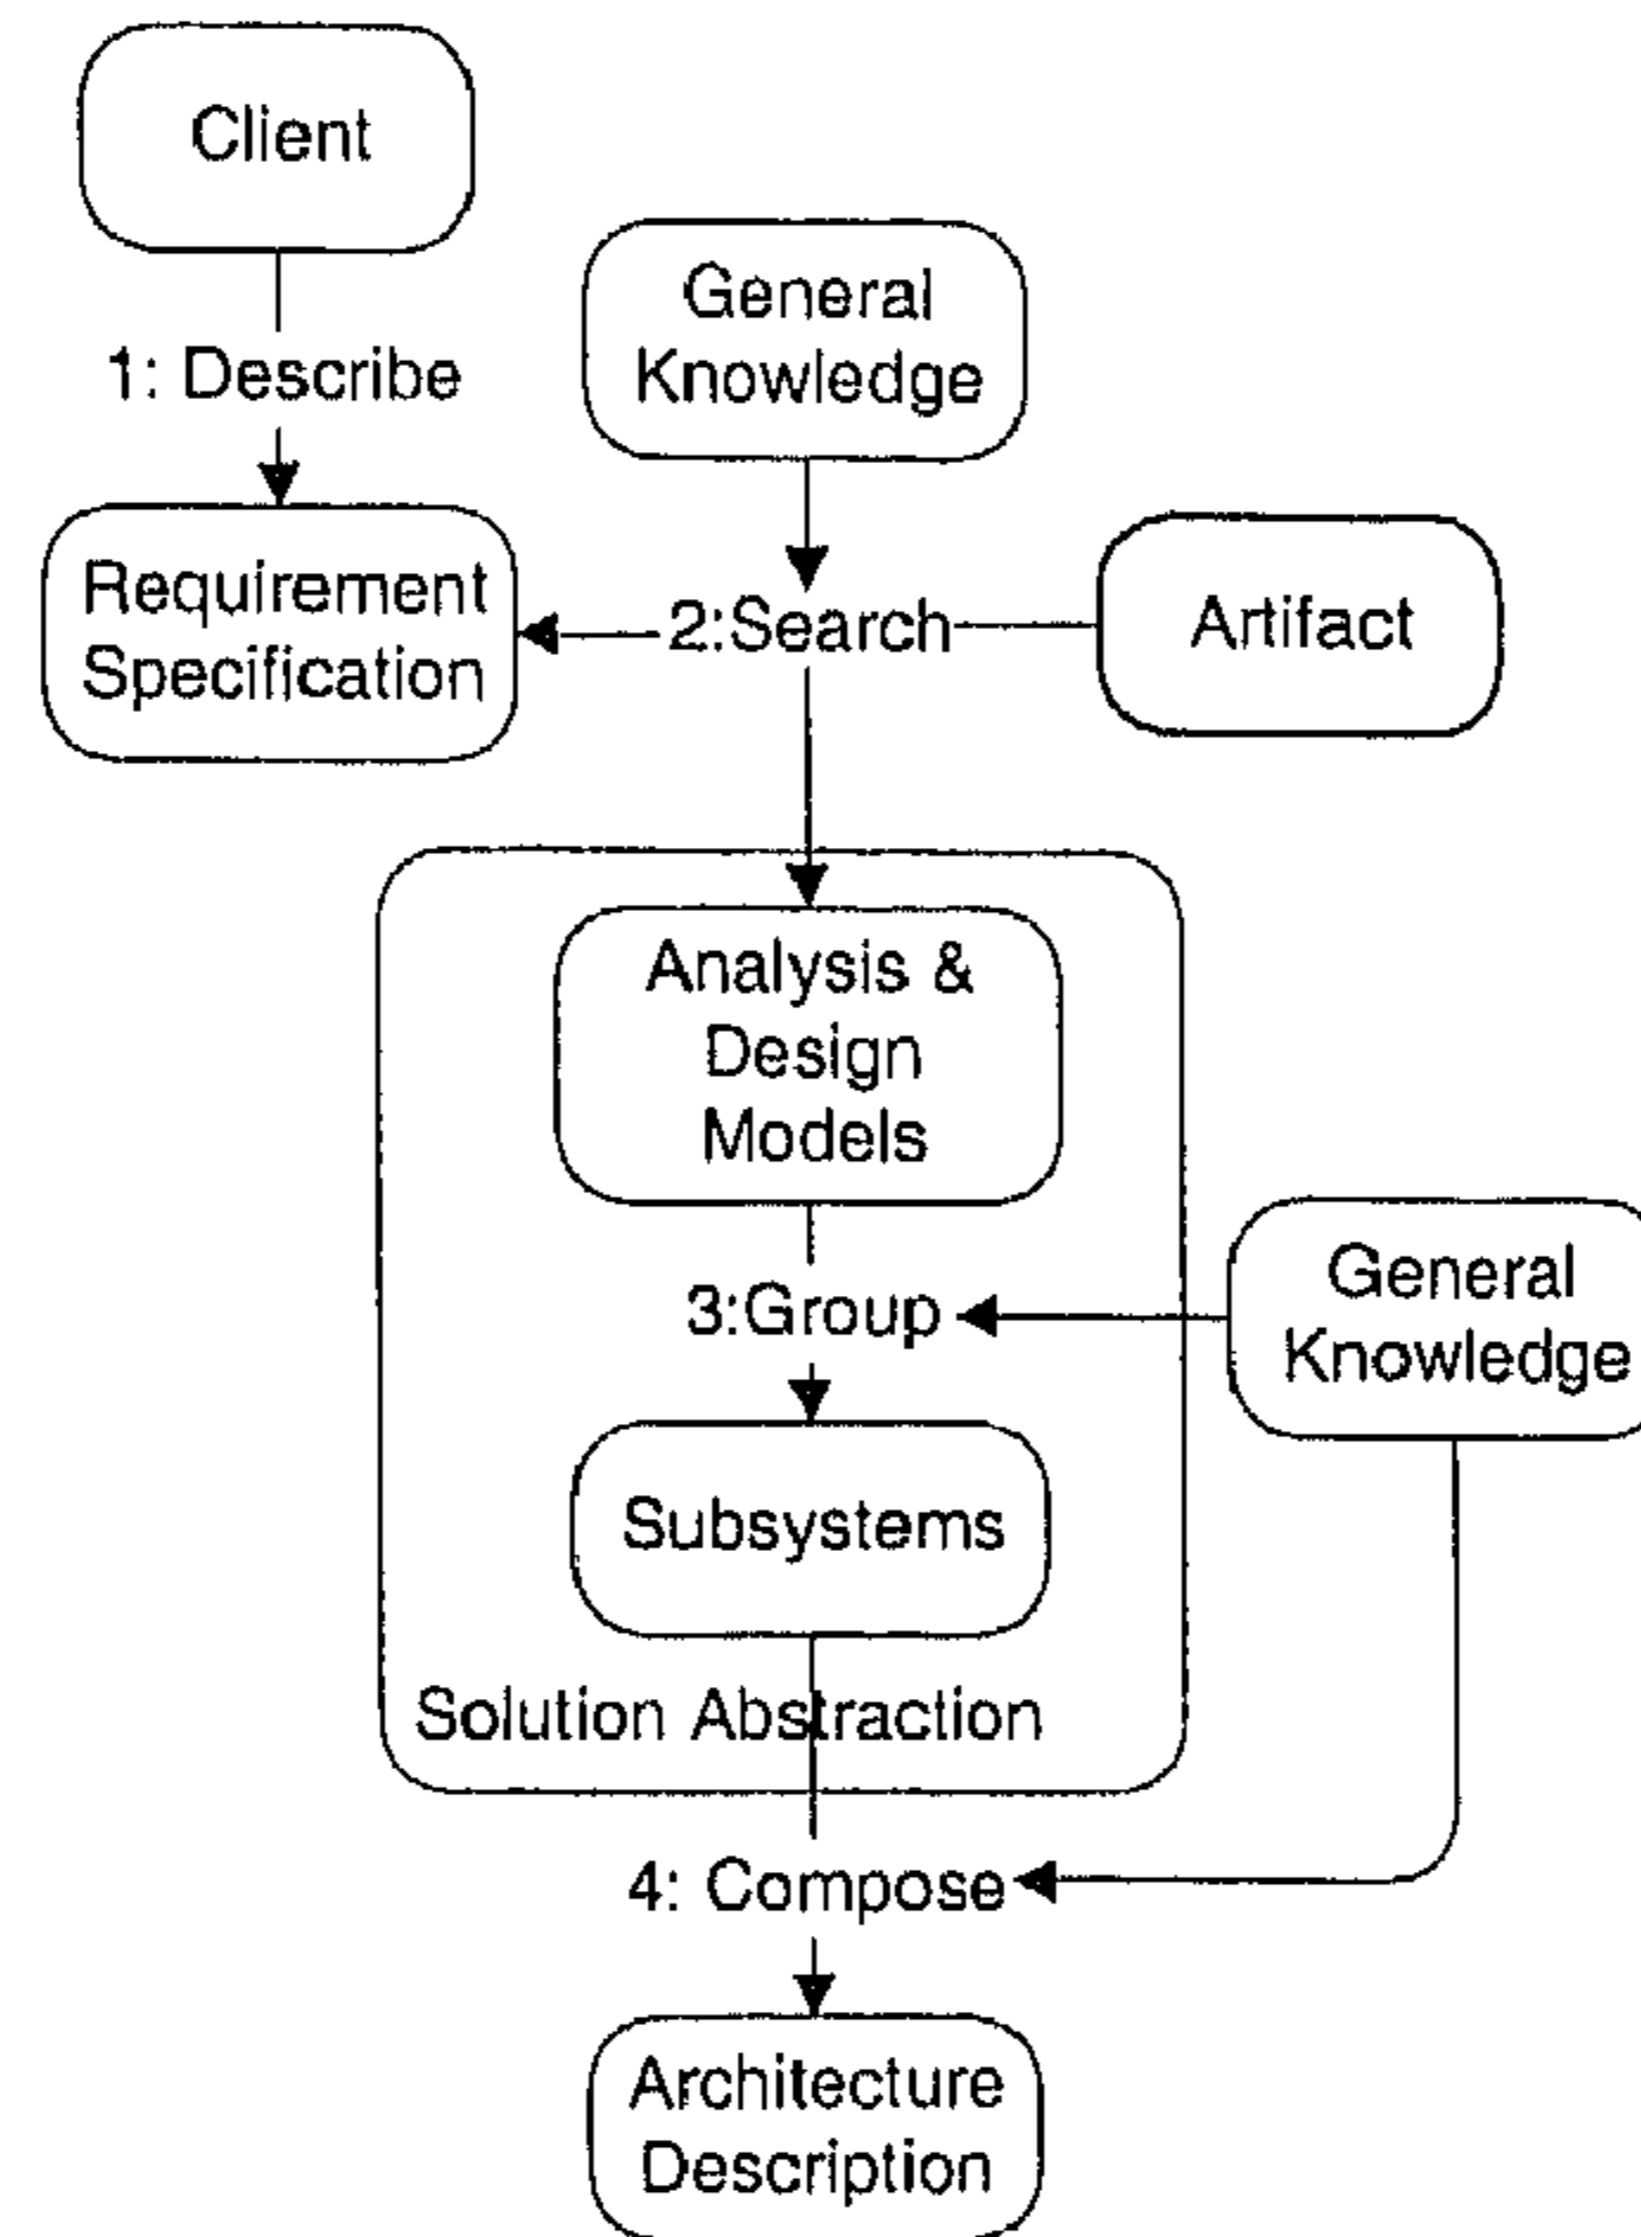 Client
1: Describe
General
Knowledge
Requirement
Specification
2:Search
Artifact
Analysis &
Design
Models
3:Group
General
Knowledge
Subsystems
Solution Abstraction
4: Compose
Architecture
Description